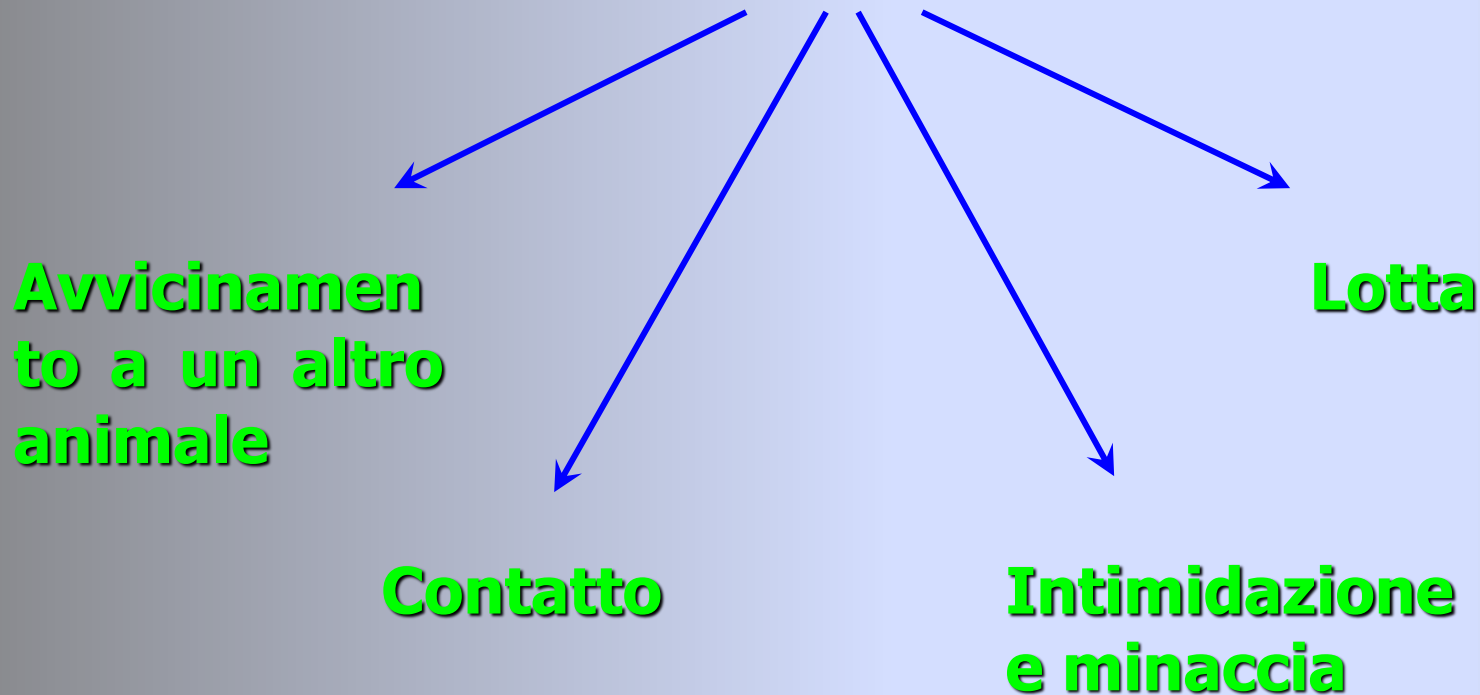 Avvicinamen
to a un altro
animale
Lotta
Contatto
Intimidazione
e minaccia